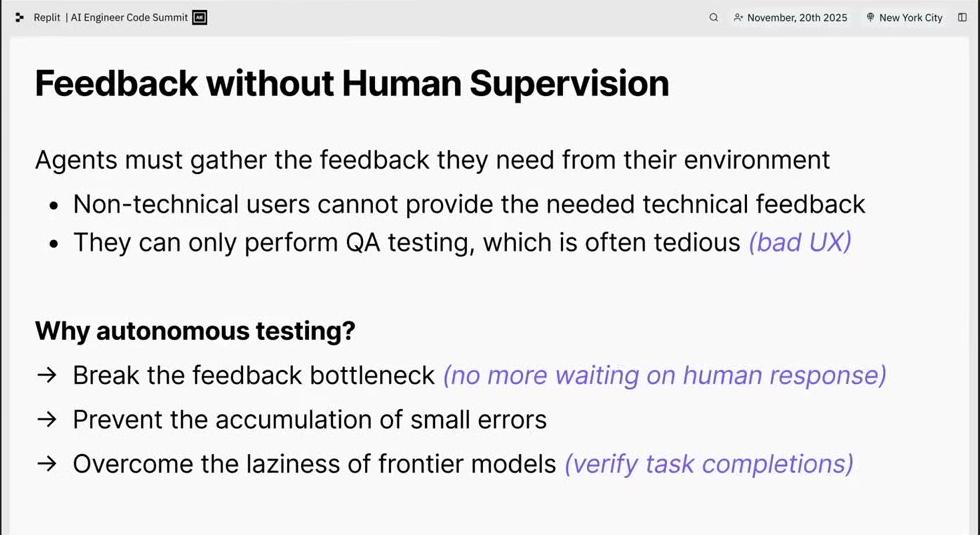 Replit | AI Engineer Code Summit AIE November, 20th 2025 New York City
Feedback without Human Supervision
Agents must gather the feedback they need from their environment
• Non-technical users cannot provide the needed technical feedback
• They can only perform QA testing, which is often tedious (bad UX)
Why autonomous testing?
→ Break the feedback bottleneck (no more waiting on human response)
→ Prevent the accumulation of small errors
→ Overcome the laziness of frontier models (verify task completions)